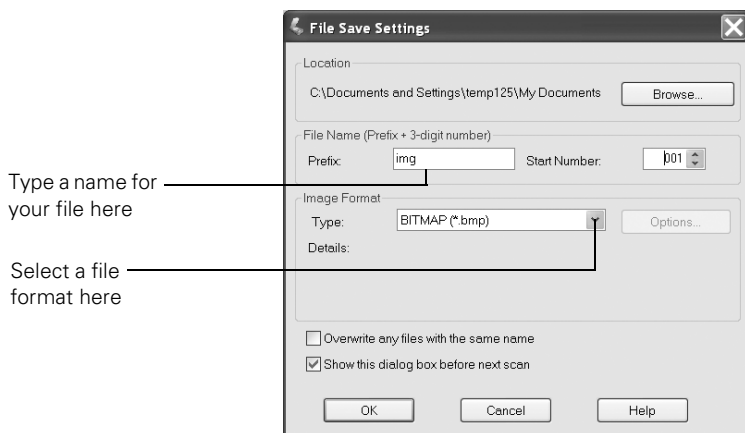 File Save Settings
Location
C:\Documents and Settings\temp125\My Documents
Browse...
File Name (Prefix + 3-digit number)
Prefix:
img
Start Number:
001
Type a name for
your file here
Image Format
Type:
BITMAP (*.bmp)
Options...
Details:
Select a file
format here
Overwrite any files with the same name
Show this dialog box before next scan
OK
Cancel
Help